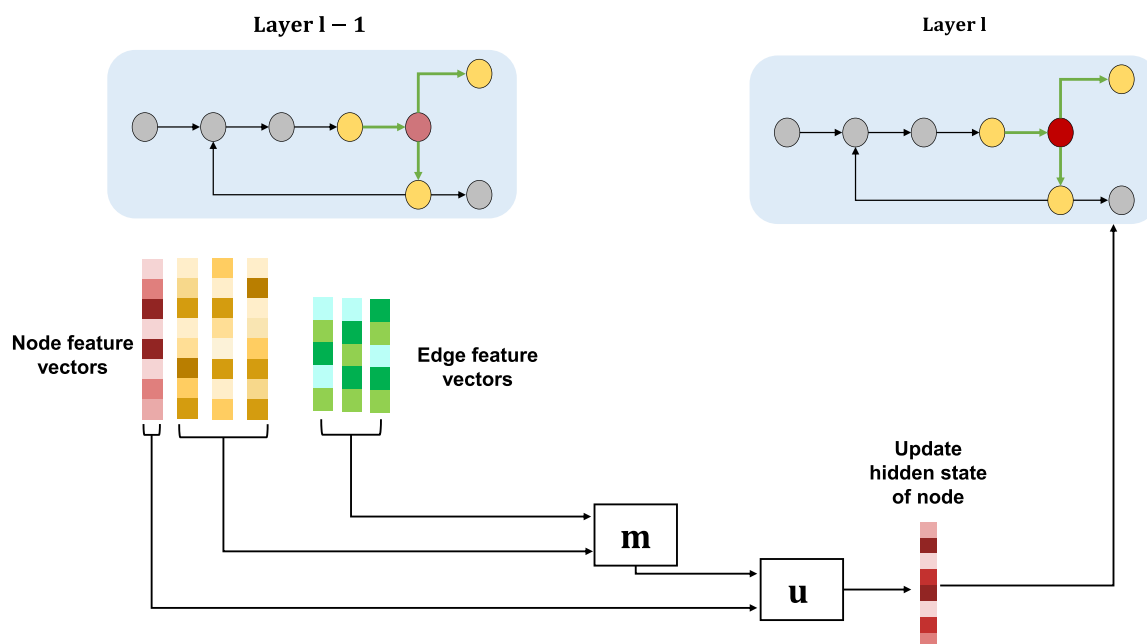 Layer l − 1
Layer l
Node feature
vectors
Edge feature
vectors
Update
hidden state
of node
m
u